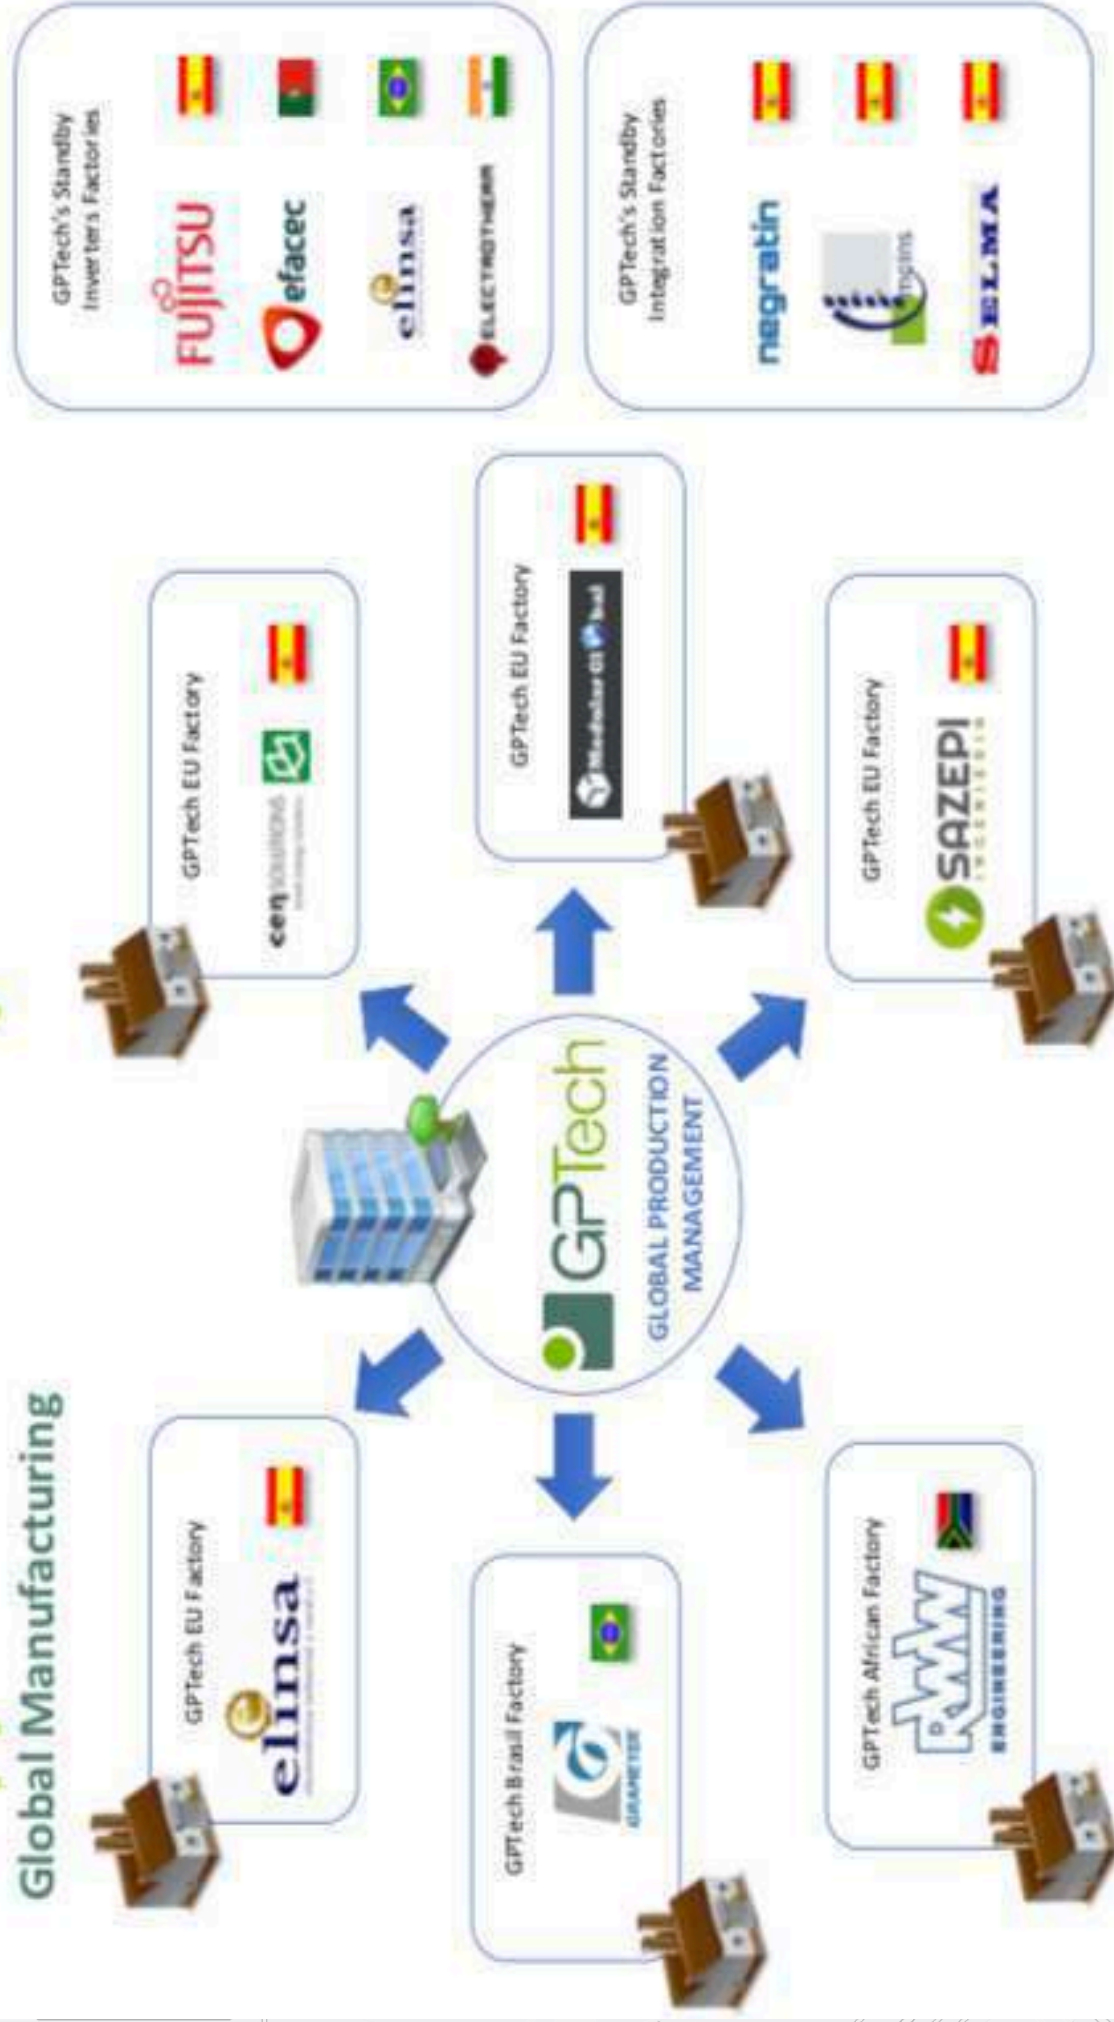 Global Manufacturing
GPTech EU Factory
elinsa
GPTech Brasil Factory
GRAMEYER
GPTech African Factory
RWW
ENGINEERING
GPTech
GLOBAL PRODUCTION
MANAGEMENT
GPTech EU Factory
cen SOLUTIONS
GPTech EU Factory
GPTech EU Factory
SAZEPI
INGENIERIA
GPTech's Standby
Inverters Factories
FUJITSU
efacec
elinsa
ELECTROTHERM
GPTech's Standby
Integration Factories
negratin
SELMA